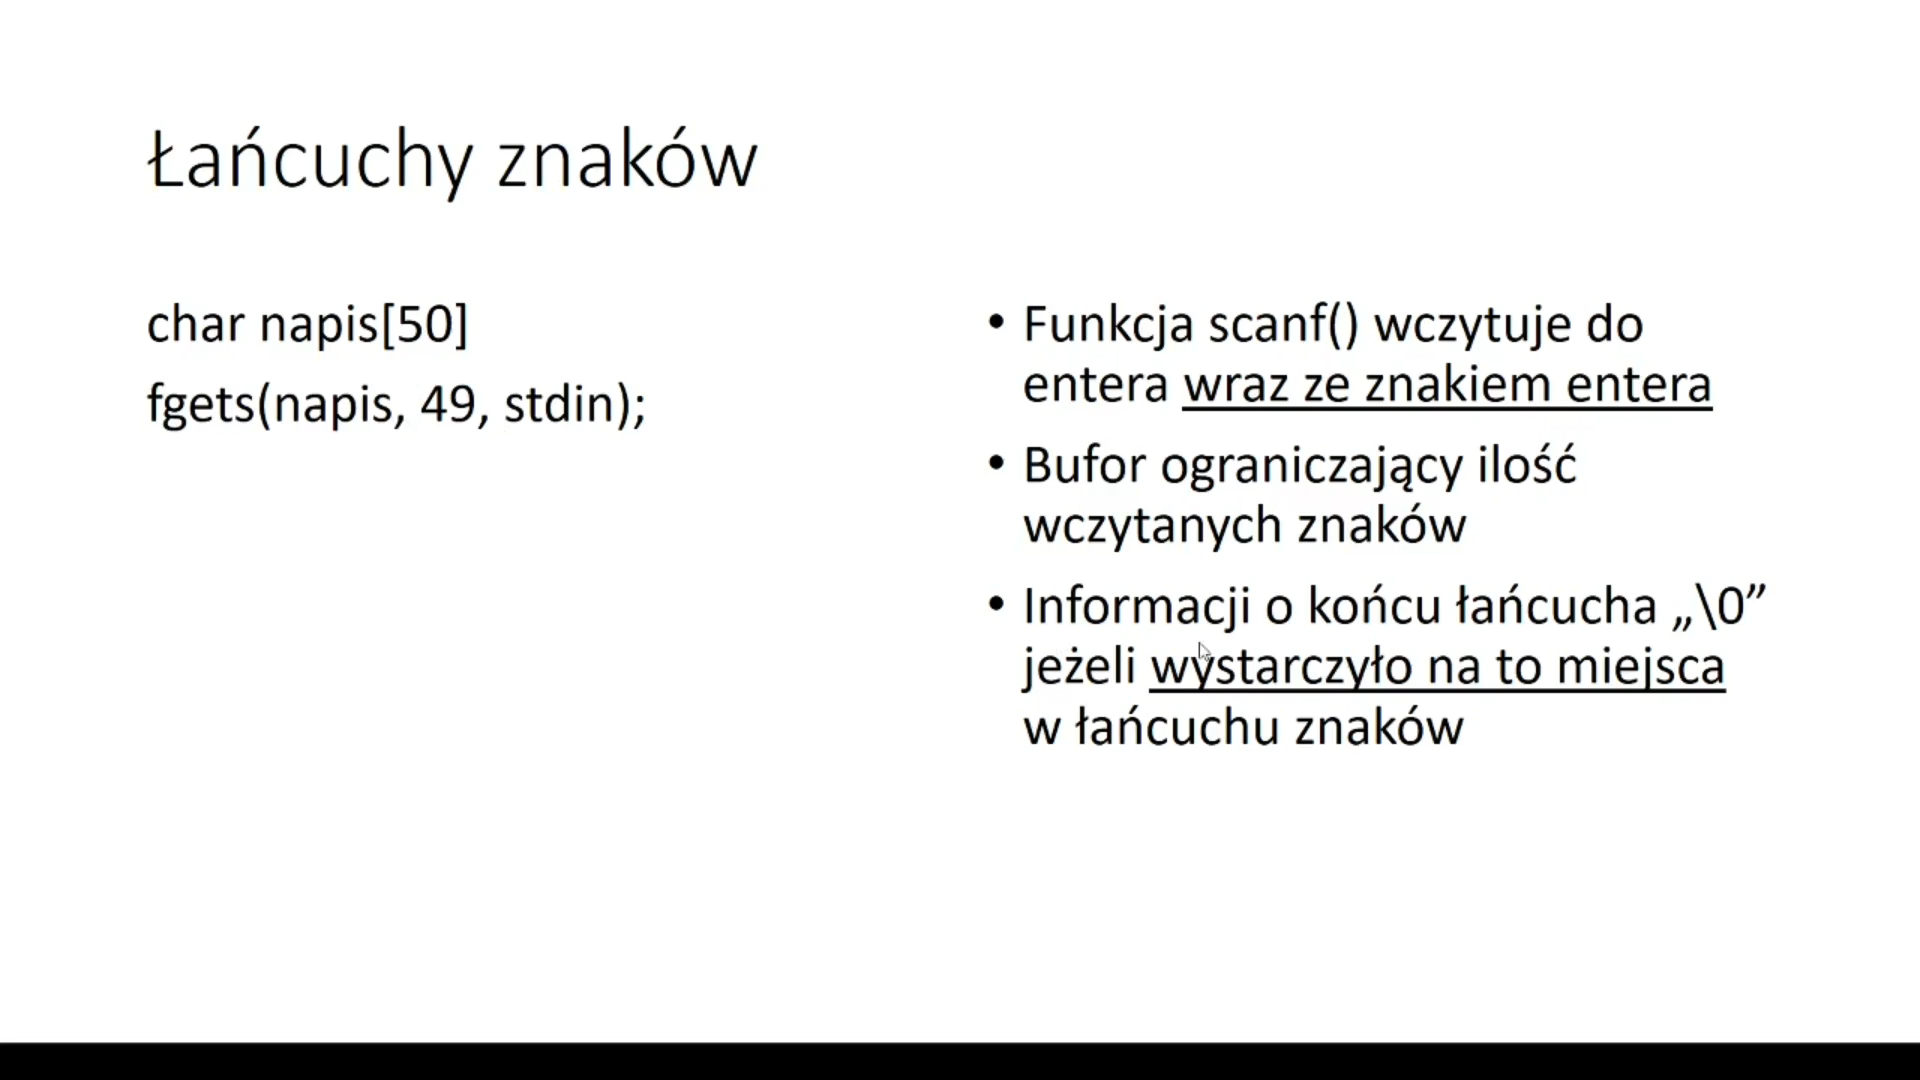 Łańcuchy znaków
char napis[50]
fgets(napis, 49, stdin);
• Funkcja scanf() wczytuje do
entera wraz ze znakiem entera
• Bufor ograniczający ilość
wczytanych znaków
• Informacji o końcu łańcucha „\0”
jeżeli wystarczyło na to miejsca
w łańcuchu znaków